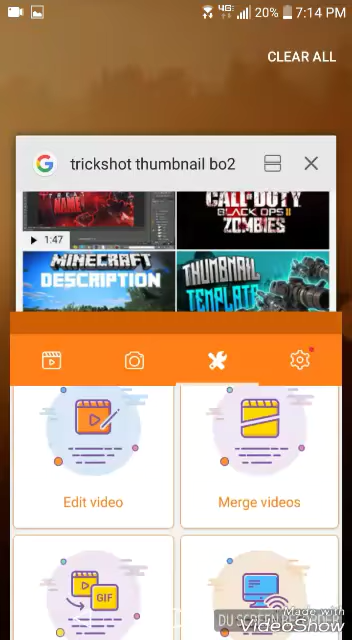 4G 20% 7:14 PM
CLEAR ALL
G trickshot thumbnail bo2
NAME
1:47
CALL OF DUTY
BLACK OPS II
ZOMBIES
MINECRAFT
DESCRIPTION
THUMBNAIL
TEMPLATE
Edit video
Merge videos
GIF
DU SCREEN RECORDER
Made with
VideoShow